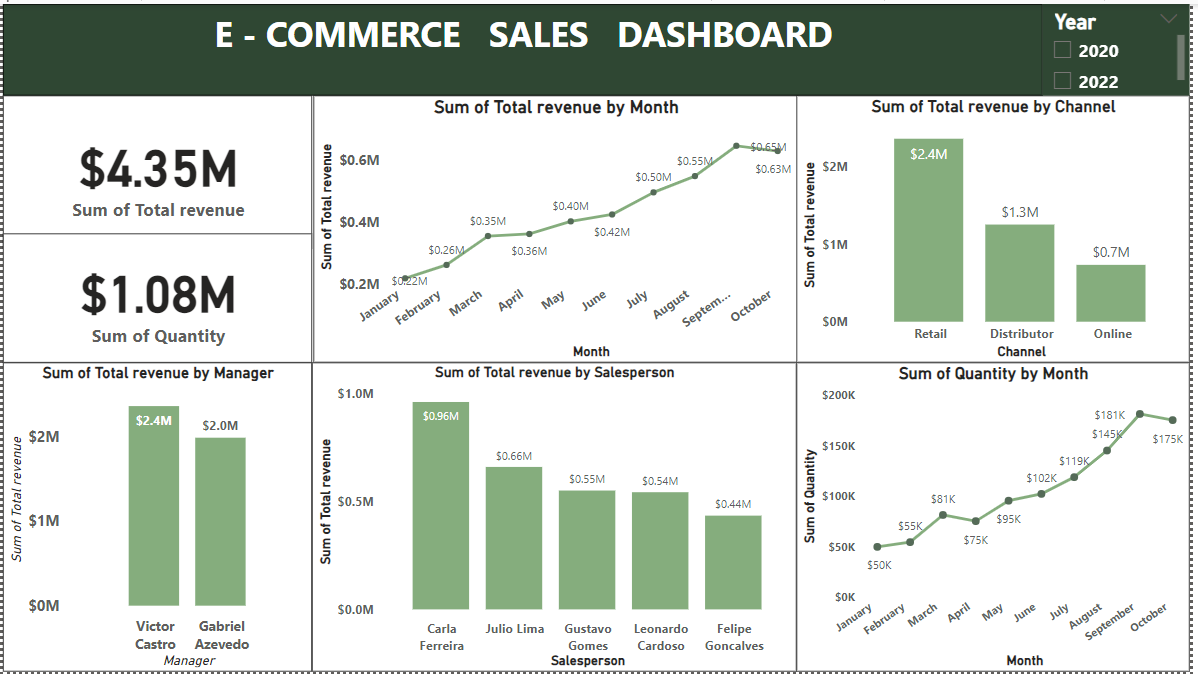 E - COMMERCE SALES DASHBOARD
Year
2020
2022
$4.35M
Sum of Total revenue
$1.08M
Sum of Quantity
Sum of Total revenue by Month
Sum of Total revenue
$0.6M
$0.4M
$0.2M
$0.22M
$0.26M
$0.35M
$0.36M
$0.40M
$0.42M
$0.50M
$0.55M
$0.65M
$0.63M
January
February
March
April
May
June
July
August
Septem...
October
Month
Sum of Total revenue by Channel
Sum of Total revenue
$2M
$1M
$0M
$2.4M
$1.3M
$0.7M
Retail
Distributor
Online
Channel
Sum of Total revenue by Manager
Sum of Total revenue
$2M
$1M
$0M
$2.4M
$2.0M
Victor
Castro
Gabriel
Azevedo
Manager
Sum of Total revenue by Salesperson
Sum of Total revenue
$1.0M
$0.5M
$0.0M
$0.96M
$0.66M
$0.55M
$0.54M
$0.44M
Carla
Ferreira
Julio Lima
Gustavo
Gomes
Leonardo
Cardoso
Felipe
Goncalves
Salesperson
Sum of Quantity by Month
Sum of Quantity
$200K
$150K
$100K
$50K
$0K
$50K
$55K
$81K
$75K
$95K
$102K
$119K
$145K
$181K
$175K
January
February
March
April
May
June
July
August
September
October
Month